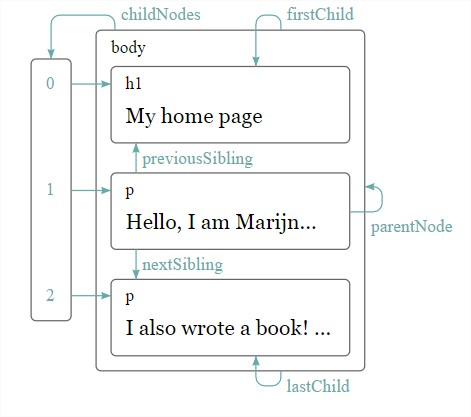 childNodes
firstChild
body
0
h1
My home page
previousSibling
1
p
Hello, I am Marijn...
parentNode
nextSibling
2
p
I also wrote a book! ...
lastChild